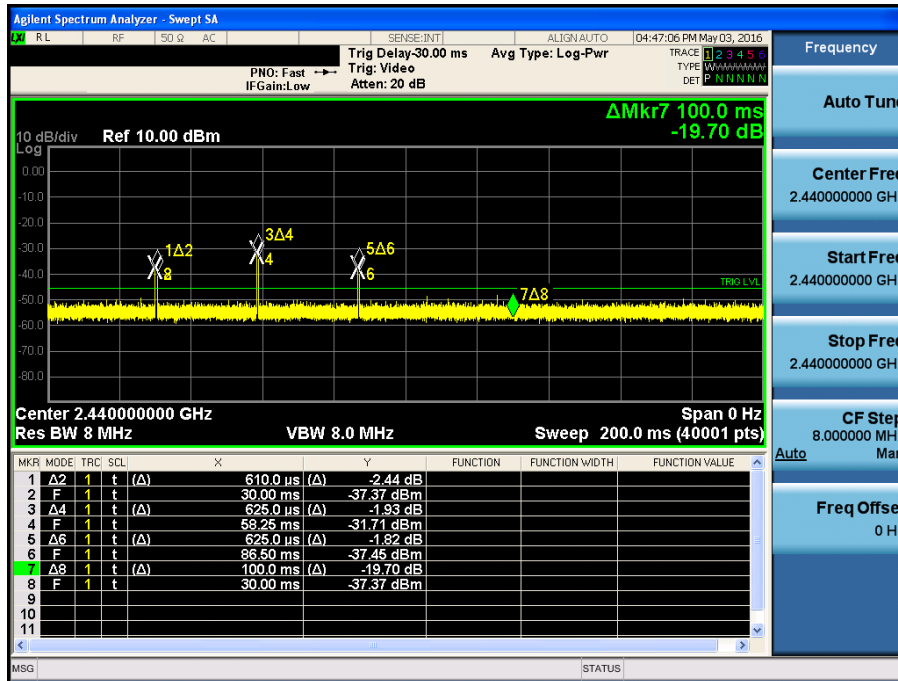 Agilent Spectrum Analyzer - Swept SA
LXI RL RF 50 Ω AC SENSE:INT ALIGN AUTO 04:47:06 PM May 03, 2016
Trig Delay-30.00 ms Avg Type: Log-Pwr TRACE 1 2 3 4 5 6
PNO: Fast Trig: Video TYPE WWWWWW
IFGain:Low Atten: 20 dB DET P N N N N N
ΔMkr7 100.0 ms
-19.70 dB
10 dB/div Ref 10.00 dBm
Log
0.00
-10.0
-20.0
-30.0
-40.0
-50.0
-60.0
-70.0
-80.0
1Δ2
2
3Δ4
4
5Δ6
6
7Δ8
TRIG LVL
Center 2.440000000 GHz Span 0 Hz
Res BW 8 MHz VBW 8.0 MHz Sweep 200.0 ms (40001 pts)
MKR MODE TRC SCL X Y FUNCTION FUNCTION WIDTH FUNCTION VALUE
1 Δ2 1 t (Δ) 610.0 µs (Δ) -2.44 dB
2 F 1 t 30.00 ms -37.37 dBm
3 Δ4 1 t (Δ) 625.0 µs (Δ) -1.93 dB
4 F 1 t 58.25 ms -31.71 dBm
5 Δ6 1 t (Δ) 625.0 µs (Δ) -1.82 dB
6 F 1 t 86.50 ms -37.45 dBm
7 Δ8 1 t (Δ) 100.0 ms (Δ) -19.70 dB
8 F 1 t 30.00 ms -37.37 dBm
9
10
11
MSG STATUS
Frequency
Auto Tun
Center Fre
2.440000000 GH
Start Fre
2.440000000 GH
Stop Fre
2.440000000 GH
CF Ste
8.000000 MH
Auto Ma
Freq Offse
0 H